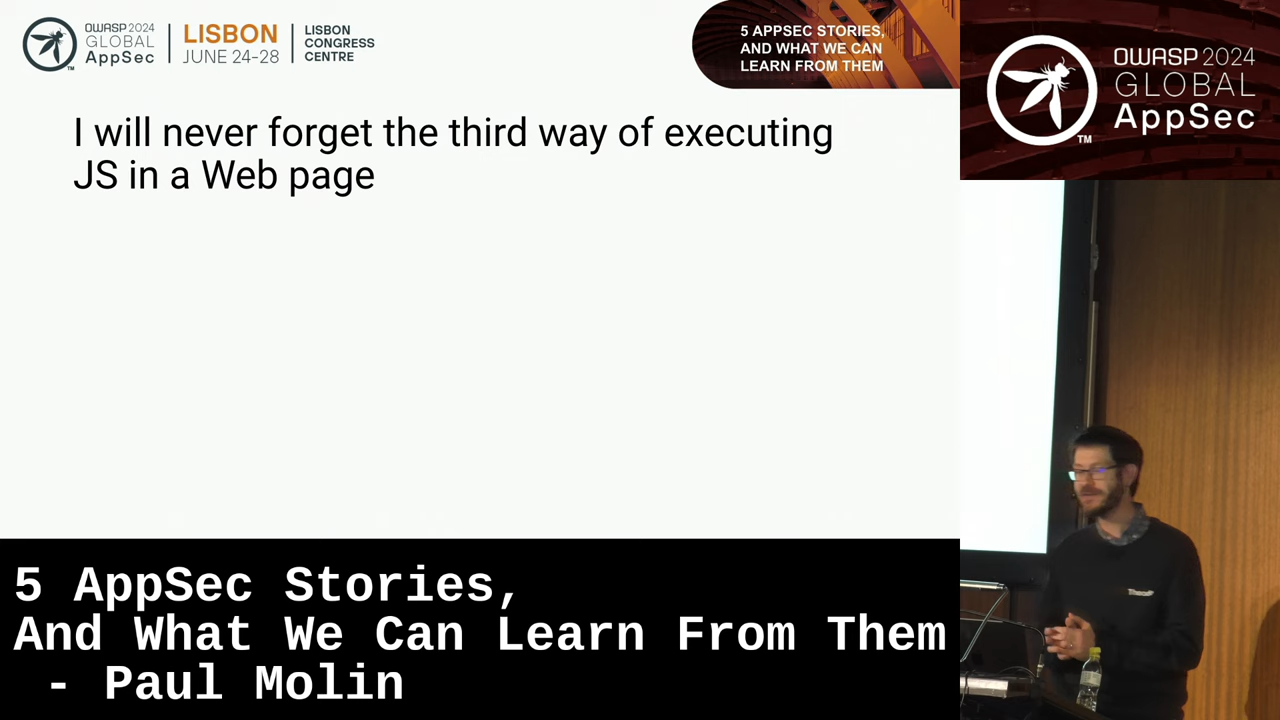 OWASP 2024
GLOBAL
AppSec
TM
LISBON
JUNE 24-28
LISBON
CONGRESS
CENTRE
5 APPSEC STORIES,
AND WHAT WE CAN
LEARN FROM THEM
OWASP 2024
GLOBAL
AppSec
TM
I will never forget the third way of executing
JS in a Web page
5 AppSec Stories,
And What We Can Learn From Them
- Paul Molin